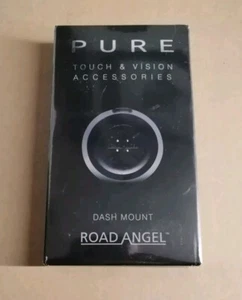 PURE
TOUCH & VISION
ACCESSORIES
DASH MOUNT
ROAD ANGEL